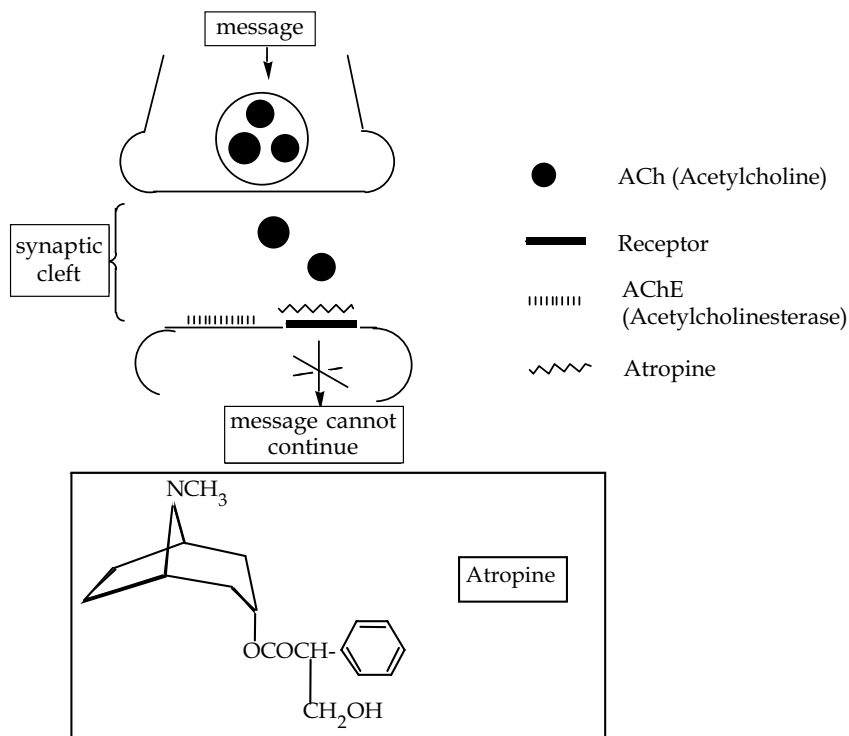 message
ACh (Acetylcholine)
synaptic
cleft
Receptor
AChE
(Acetylcholinesterase)
Atropine
message cannot
continue
NCH3
Atropine
OCOCH-
CH2OH